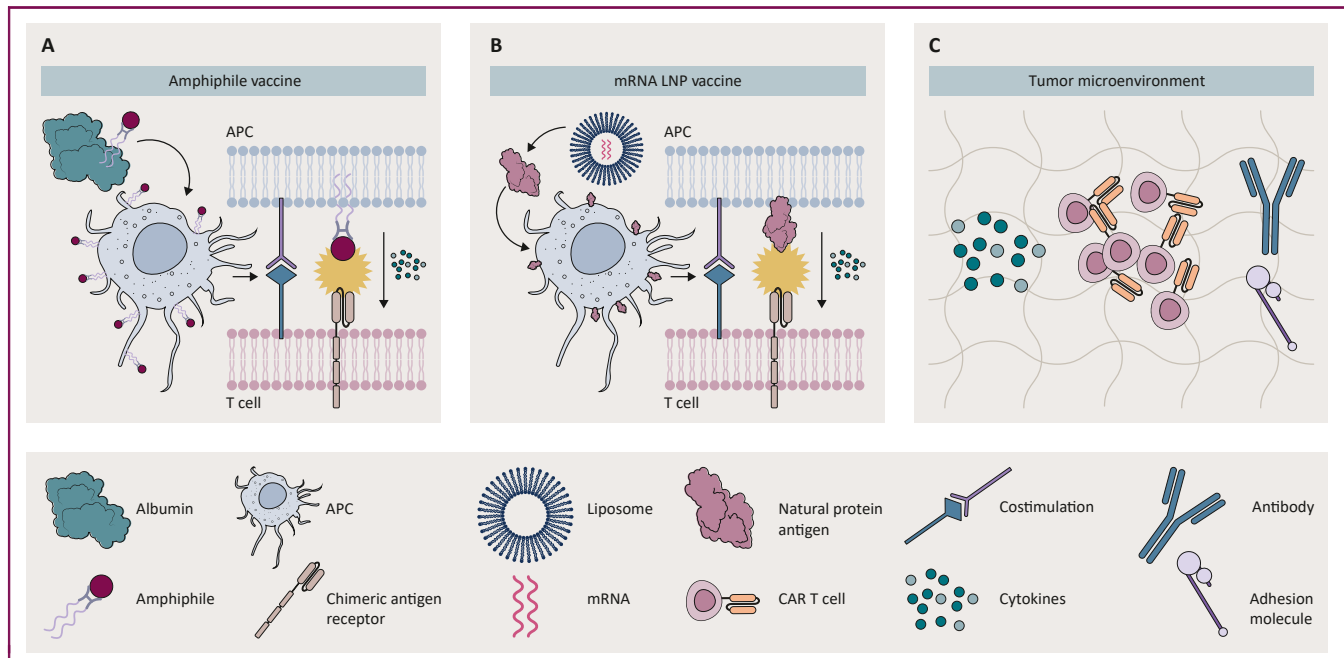 A
Amphiphile vaccine
APC
T cell
B
mRNA LNP vaccine
APC
T cell
C
Tumor microenvironment
Albumin
APC
Liposome
Natural protein
antigen
Costimulation
Antibody
Amphiphile
Chimeric antigen
receptor
mRNA
CAR T cell
Cytokines
Adhesion
molecule